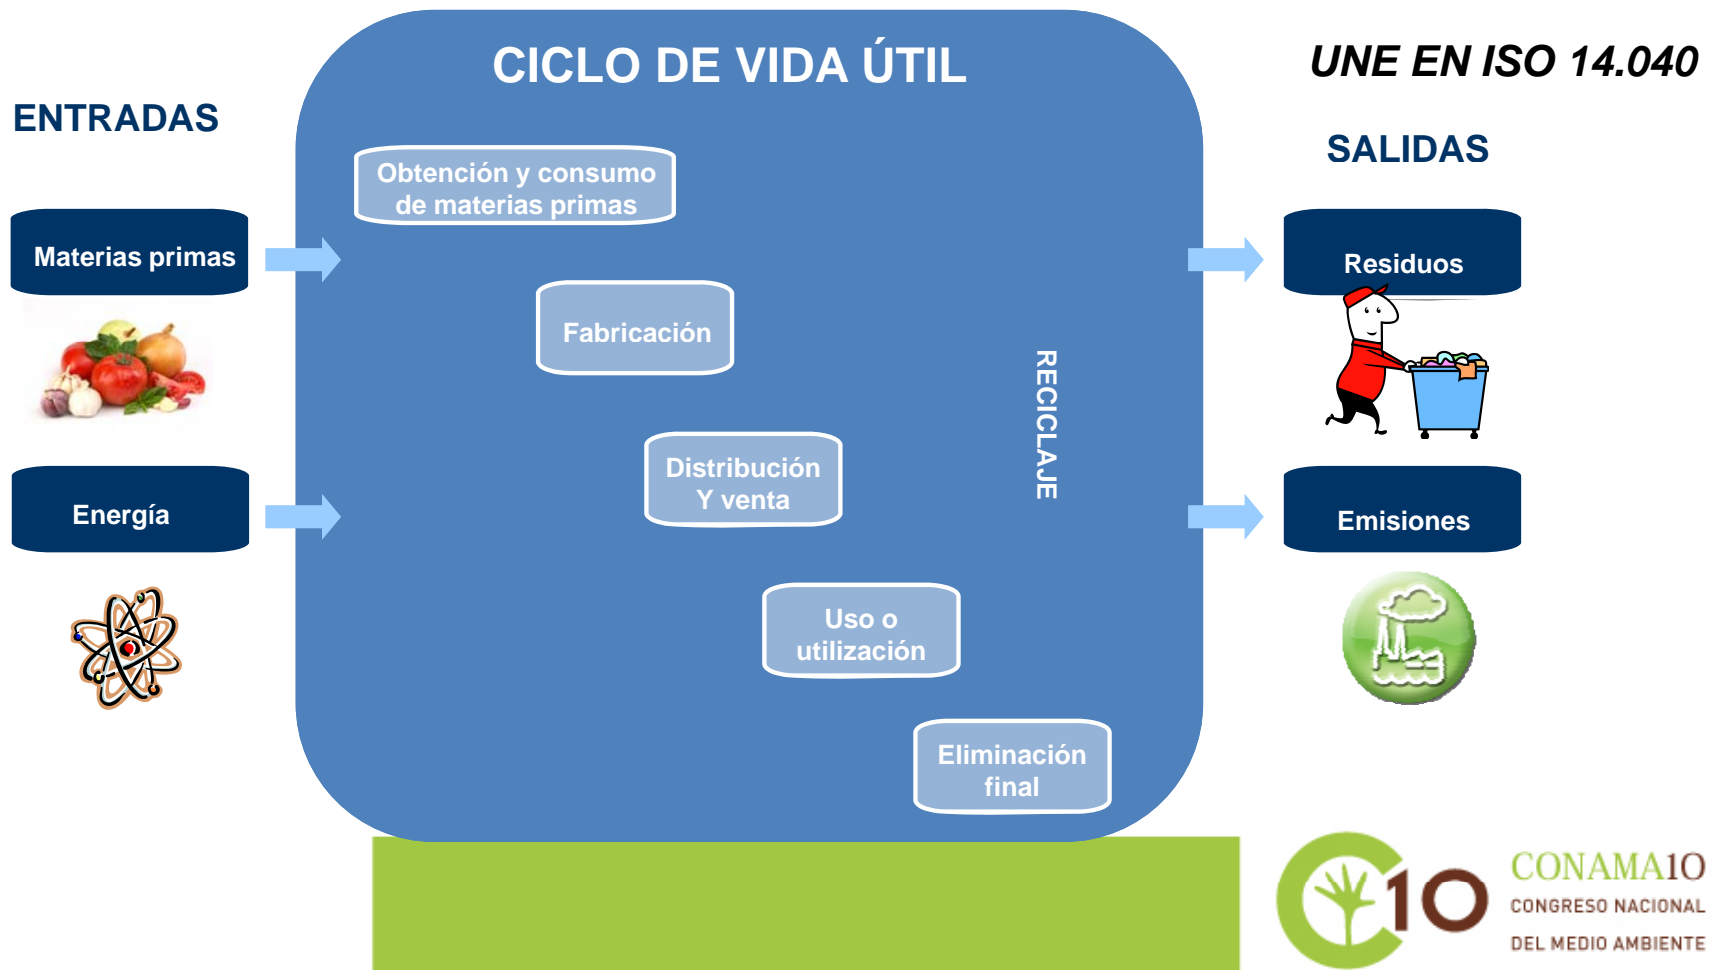 CICLO DE VIDA ÚTIL
UNE EN ISO 14.040
ENTRADAS
SALIDAS
Obtención y consumo
de materias primas
Materias primas
Residuos
Fabricación
RECICLAJE
Distribución
Y venta
Energía
Emisiones
Uso o
utilización
Eliminación
final
C10
CONAMA10
CONGRESO NACIONAL
DEL MEDIO AMBIENTE